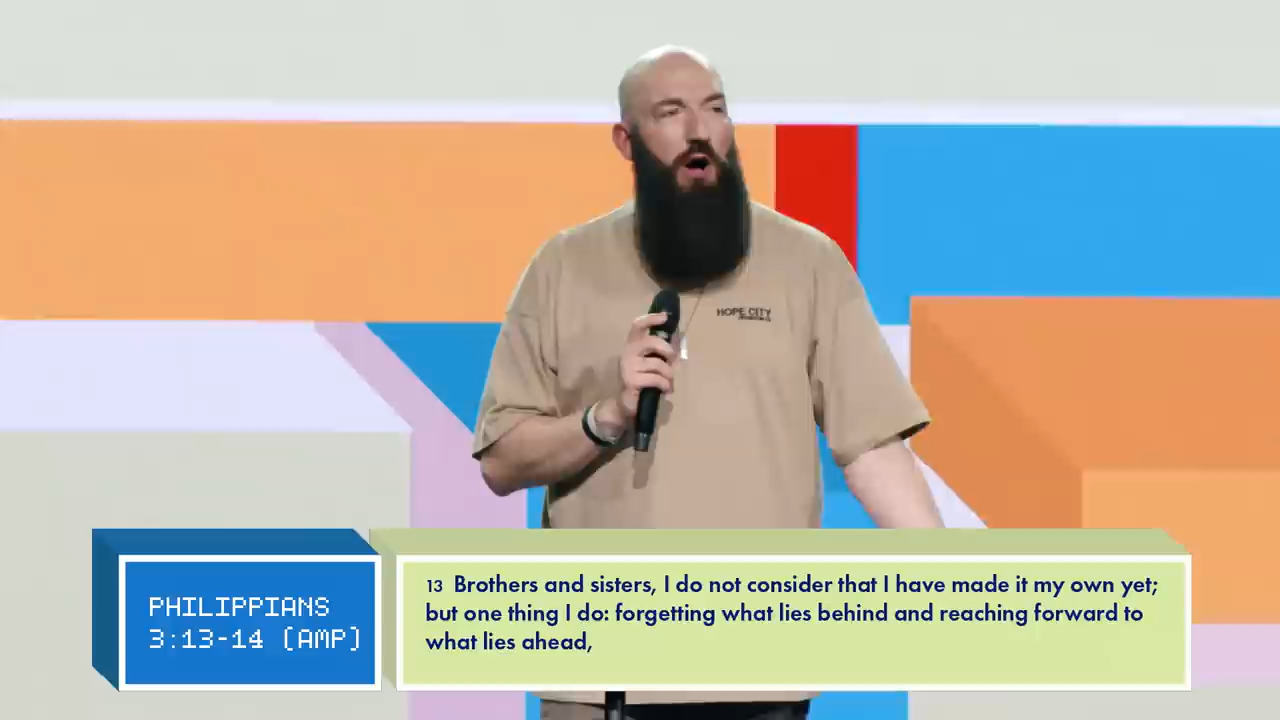 HOPE CITY
PHILIPPIANS
3:13-14 [AMP]
13 Brothers and sisters, I do not consider that I have made it my own yet;
but one thing I do: forgetting what lies behind and reaching forward to
what lies ahead,